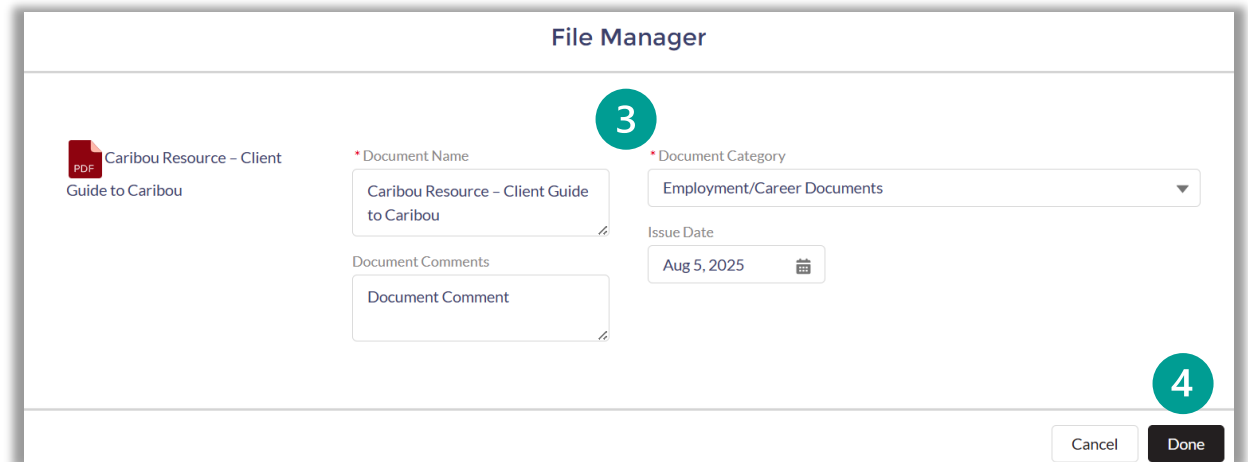 File Manager
3
PDF
Caribou Resource – Client
Guide to Caribou
* Document Name
Caribou Resource – Client Guide
to Caribou
Document Comments
Document Comment
* Document Category
Employment/Career Documents
Issue Date
Aug 5, 2025
4
Cancel
Done